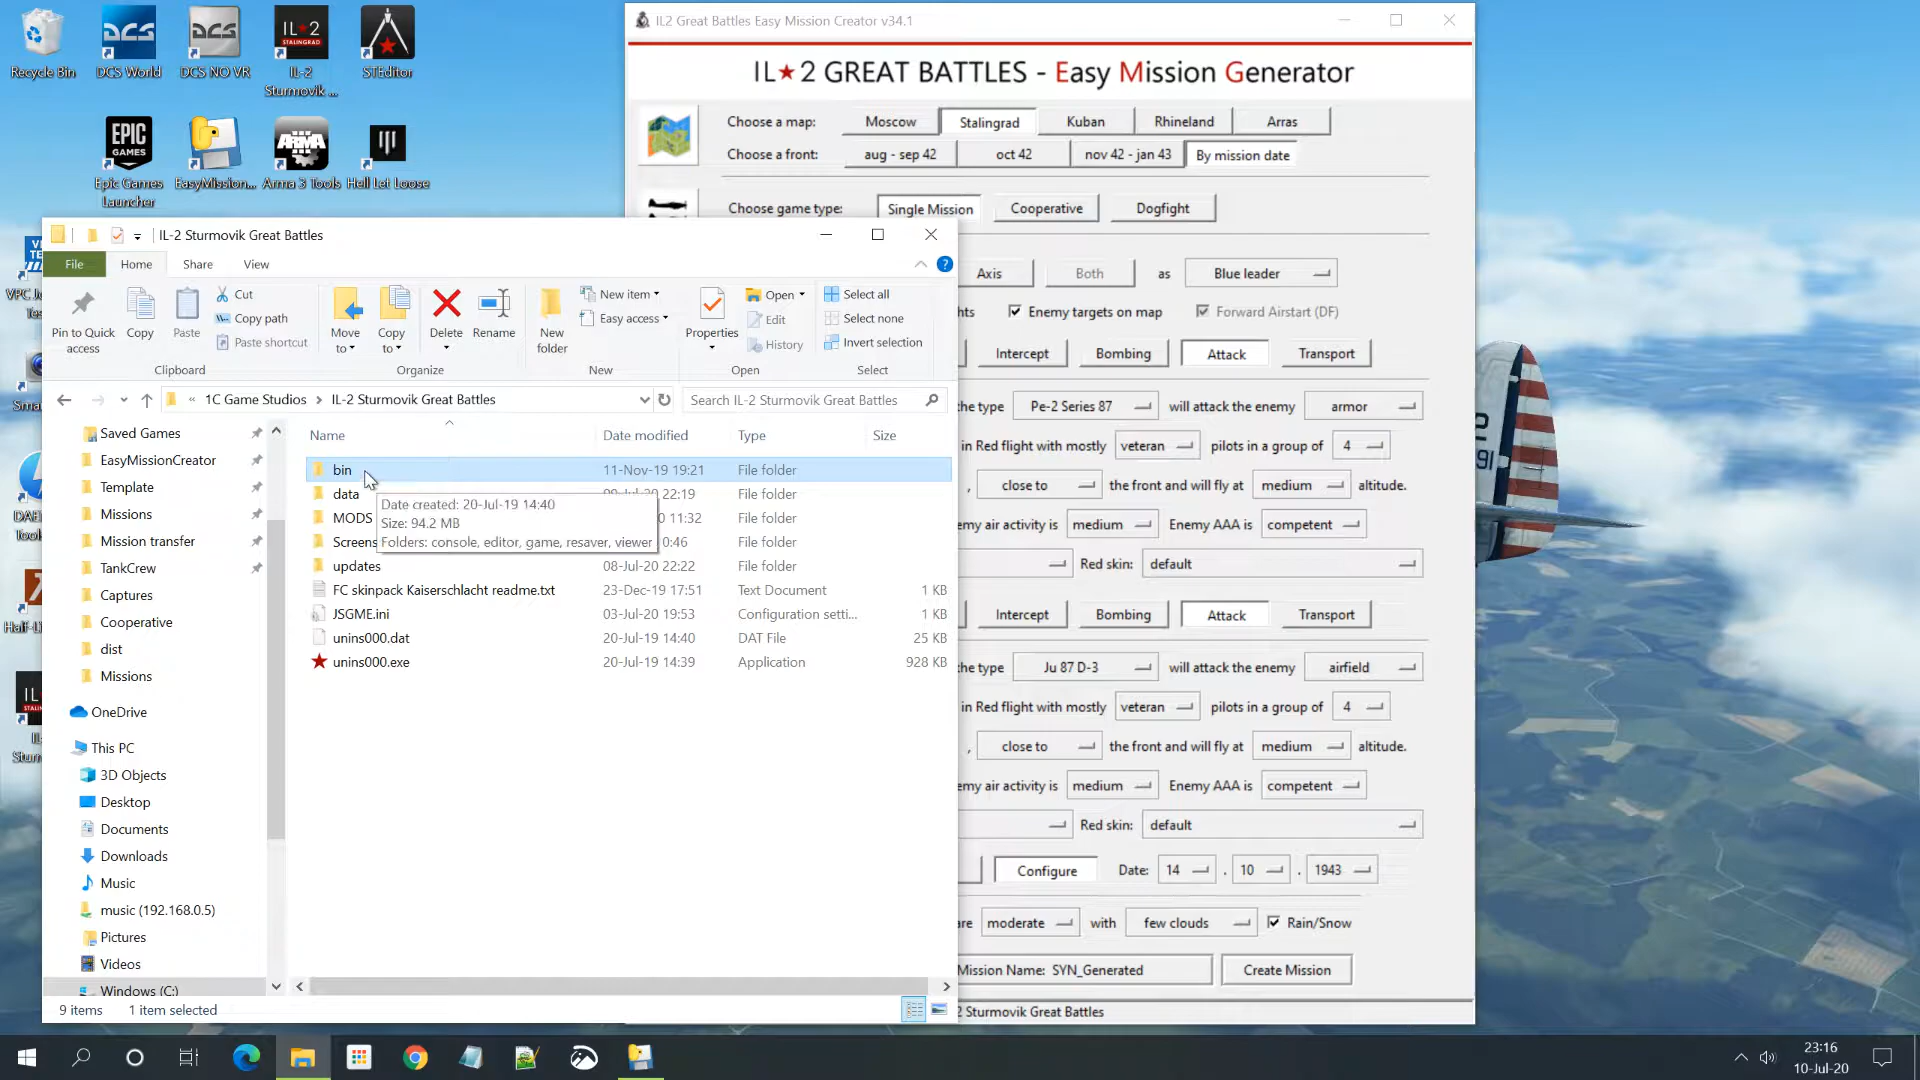 Recycle Bin
DCS World
DCS NO VR
IL-2 Sturmovik ...
STEditor
EPIC GAMES
Epic Games Launcher
EasyMission...
Arma 3 Tools
Hell Let Loose
IL2 Great Battles Easy Mission Creator v34.1
IL★2 GREAT BATTLES - Easy Mission Generator
Choose a map: Moscow Stalingrad Kuban Rhineland Arras
Choose a front: aug - sep 42 oct 42 nov 42 - jan 43 By mission date
Choose game type: Single Mission Cooperative Dogfight
Axis Both as Blue leader
Enemy targets on map Forward Airstart (DF)
Intercept Bombing Attack Transport
he type Pe-2 Series 87 will attack the enemy armor
in Red flight with mostly veteran pilots in a group of 4
, close to the front and will fly at medium altitude.
emy air activity is medium Enemy AAA is competent
Red skin: default
Intercept Bombing Attack Transport
he type Ju 87 D-3 will attack the enemy airfield
in Red flight with mostly veteran pilots in a group of 4
, close to the front and will fly at medium altitude.
emy air activity is medium Enemy AAA is competent
Red skin: default
Configure Date: 14 . 10 . 1943
are moderate with few clouds Rain/Snow
Mission Name: SYN_Generated Create Mission
2 Sturmovik Great Battles
IL-2 Sturmovik Great Battles
File Home Share View
Pin to Quick access
Copy
Paste
Cut
Copy path
Paste shortcut
Clipboard
Move to
Copy to
Delete
Rename
Organize
New folder
New item
Easy access
New
Properties
Open
Edit
History
Open
Select all
Select none
Invert selection
Select
« 1C Game Studios > IL-2 Sturmovik Great Battles
Search IL-2 Sturmovik Great Battles
Name Date modified Type Size
bin 11-Nov-19 19:21 File folder
data 22:19 File folder
MODS 11:32 File folder
Screens 0:46 File folder
updates 08-Jul-20 22:22 File folder
FC skinpack Kaiserschlacht readme.txt 23-Dec-19 17:51 Text Document 1 KB
JSGME.ini 03-Jul-20 19:53 Configuration setti... 1 KB
unins000.dat 20-Jul-19 14:40 DAT File 25 KB
unins000.exe 20-Jul-19 14:39 Application 928 KB
Date created: 20-Jul-19 14:40
Size: 94.2 MB
Folders: console, editor, game, resaver, viewer
Saved Games
EasyMissionCreator
Template
Missions
Mission transfer
TankCrew
Captures
Cooperative
dist
Missions
OneDrive
This PC
3D Objects
Desktop
Documents
Downloads
Music
music (192.168.0.5)
Pictures
Videos
Windows (C:)
9 items 1 item selected
23:16
10-Jul-20